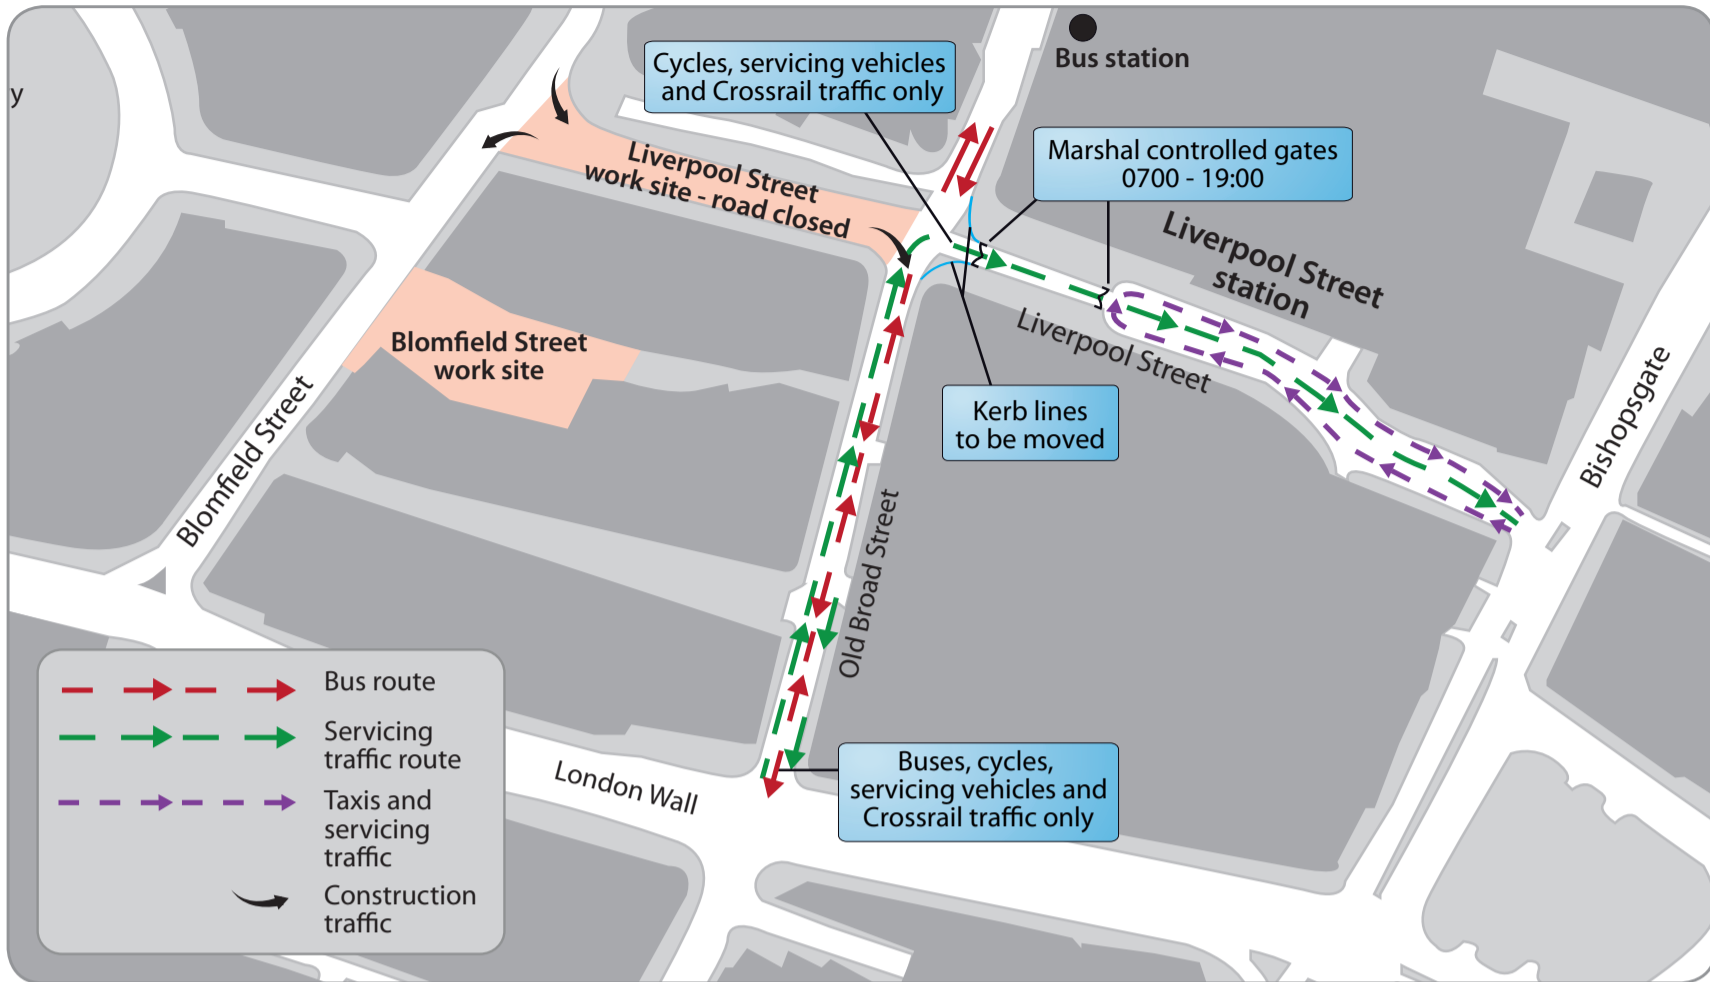 y
Cycles, servicing vehicles
and Crossrail traffic only
Bus station
Marshal controlled gates
0700 - 19:00
Liverpool Street
work site - road closed
Liverpool Street
station
Liverpool Street
Blomfield Street
work site
Kerb lines
to be moved
Bishopsgate
Blomfield Street
Old Broad Street
Bus route
Servicing
traffic route
Taxis and
servicing
traffic
Construction
traffic
London Wall
Buses, cycles,
servicing vehicles and
Crossrail traffic only